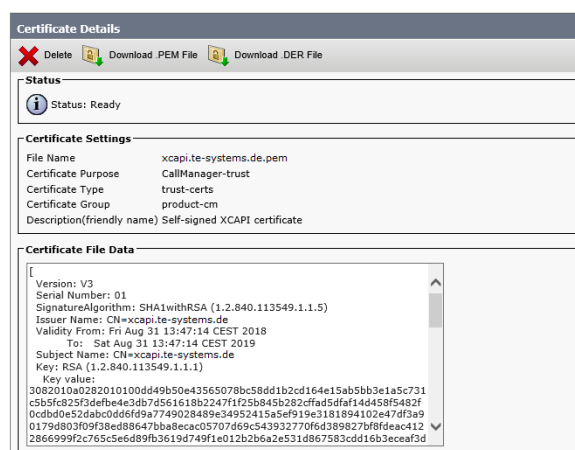 Certificate Details
Delete Download .PEM File Download .DER File
Status
Status: Ready
Certificate Settings
File Name xcapi.te-systems.de.pem
Certificate Purpose CallManager-trust
Certificate Type trust-certs
Certificate Group product-cm
Description(friendly name) Self-signed XCAPI certificate
Certificate File Data
[
Version: V3
Serial Number: 01
SignatureAlgorithm: SHA1withRSA (1.2.840.113549.1.1.5)
Issuer Name: CN=xcapi.te-systems.de
Validity From: Fri Aug 31 13:47:14 CEST 2018
To: Sat Aug 31 13:47:14 CEST 2019
Subject Name: CN=xcapi.te-systems.de
Key: RSA (1.2.840.113549.1.1.1)
Key value:
3082010a0282010100dd49b50e43565078bc58dd1b2cd164e15ab5bb3e1a5c731
c5b5fc825f3defbe4e3db7d561618b2247f1f25b845b282cffad5dfaf14d458f5482f
0cdbd0e52dabc0dd6fd9a7749028489e34952415a5ef919e3181894102e47df3a9
0179d803f09f38ed88647bba8ecac05707d69c543932770f6d389827bf8fdeac412
2866999f2c765c5e6d89fb3619d749f1e012b2b6a2e531d867583cdd16b3eceaf3d